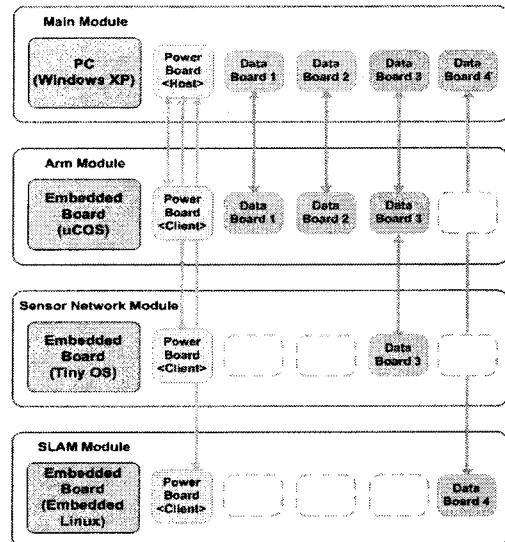 Main Module
PC
(Windows XP)
Power
Board
<Host>
Data
Board 1
Data
Board 2
Data
Board 3
Data
Board 4
Arm Module
Embedded
Board
(uCOS)
Power
Board
<Client>
Data
Board 1
Data
Board 2
Data
Board 3
Sensor Network Module
Embedded
Board
(Tiny OS)
Power
Board
<Client>
Data
Board 3
SLAM Module
Embedded
Board
(Embedded
Linux)
Power
Board
<Client>
Data
Board 4